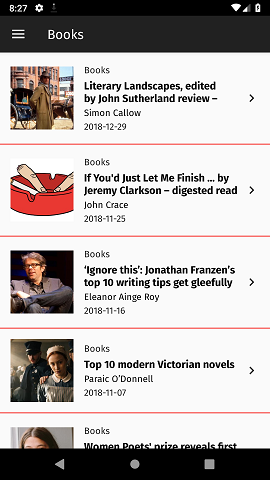 8:27
Books
Books
Literary Landscapes, edited
by John Sutherland review –
Simon Callow
2018-12-29
Books
If You'd Just Let Me Finish ... by
Jeremy Clarkson – digested read
John Crace
2018-11-25
Books
‘Ignore this’: Jonathan Franzen’s
top 10 writing tips get gleefully
Eleanor Ainge Roy
2018-11-16
Books
Top 10 modern Victorian novels
Paraic O’Donnell
2018-11-07
Books
Women Poets' prize reveals first